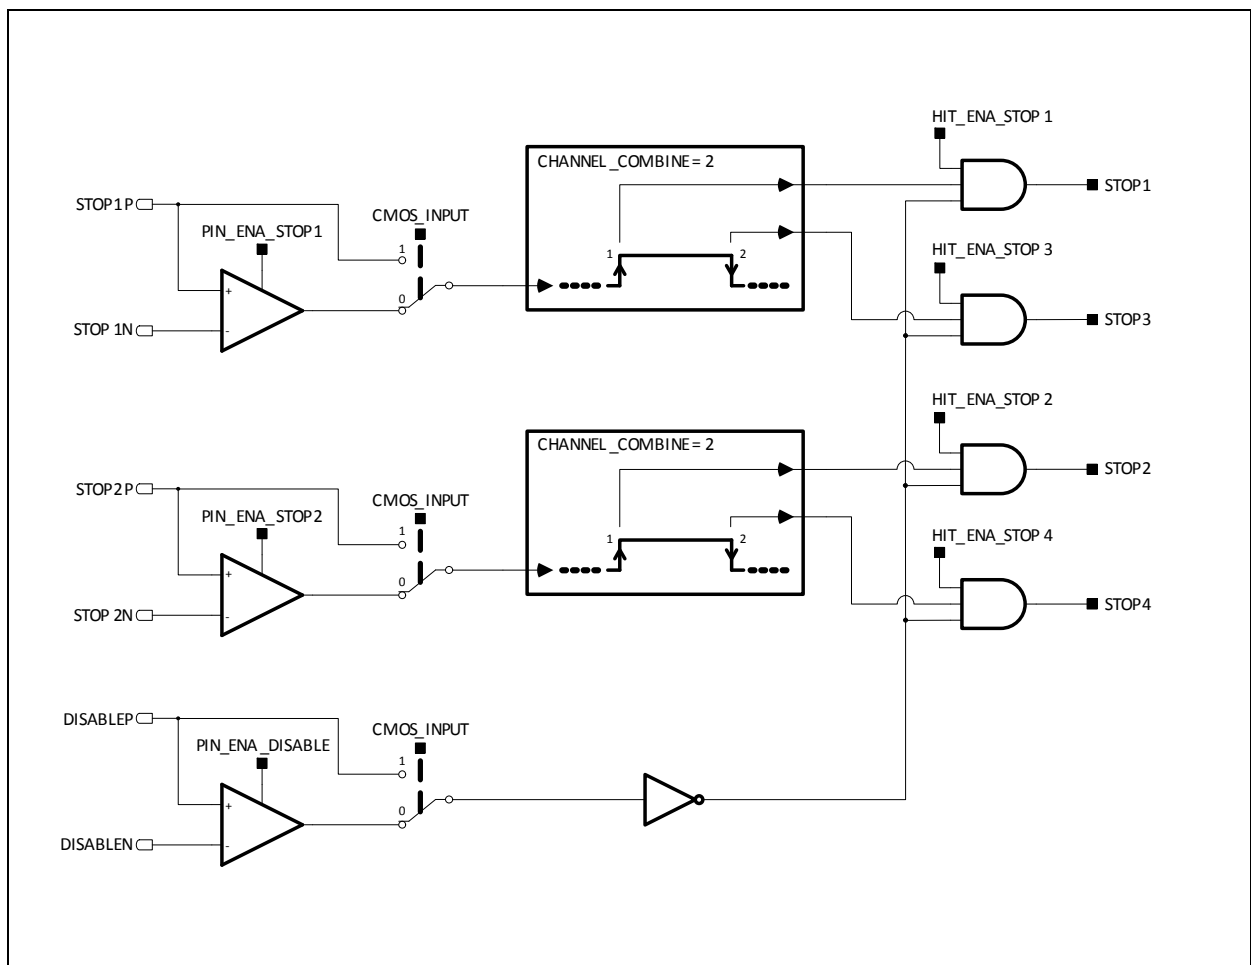 HIT_ENA_STOP 1
CHANNEL_COMBINE = 2
STOP1
STOP1P
CMOS_INPUT
PIN_ENA_STOP1
1
1
2
HIT_ENA_STOP 3
+
0
STOP 1N
-
STOP3
HIT_ENA_STOP 2
CHANNEL_COMBINE = 2
STOP2
STOP2P
CMOS_INPUT
PIN_ENA_STOP2
1
1
2
HIT_ENA_STOP 4
+
0
STOP 2N
-
STOP4
DISABLEP
CMOS_INPUT
PIN_ENA_DISABLE
1
+
0
DISABLEN
-